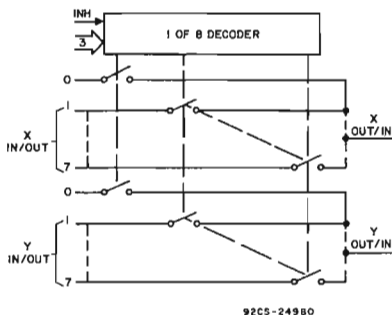 INH
1 OF 8 DECODER
3
0
1
X
IN/OUT
X
OUT/IN
7
0
1
Y
IN/OUT
Y
OUT/IN
7
92CS-24980